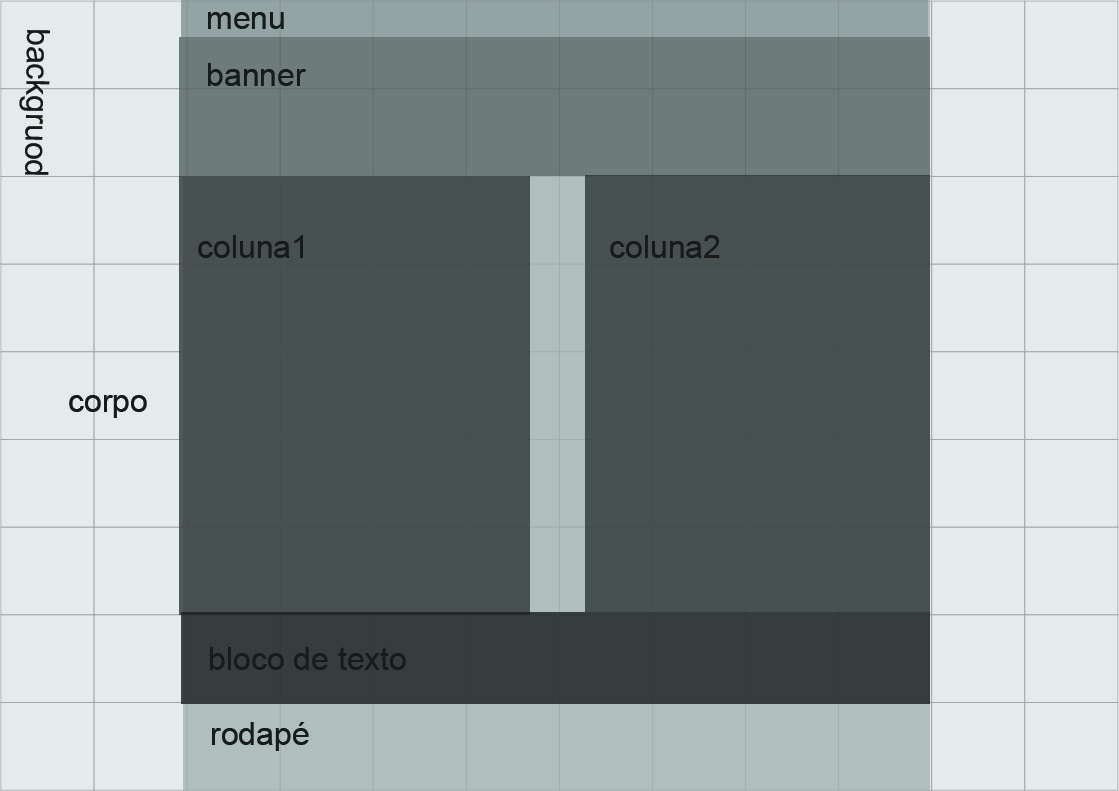 menu
banner
backgruod
coluna1
coluna2
corpo
bloco de texto
rodapé